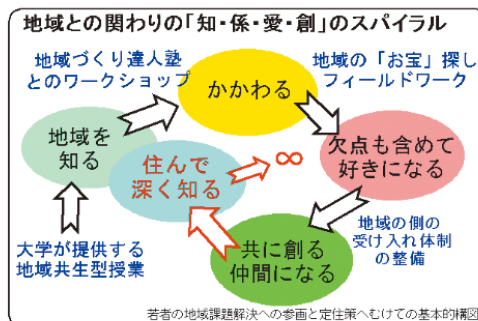 地域との関わりの「知・係・愛・創」のスパイラル
地域づくり達人塾
とのワークショップ
かかわる
地域の「お宝」探し
フィールドワーク
地域を
知る
住んで
深く知る
∞
欠点も含めて
好きになる
大学が提供する
地域共生型授業
共に創る
仲間になる
地域の側の
受け入れ体制
の整備
若者の地域課題解決への参画と定住策へむけての基本的構図